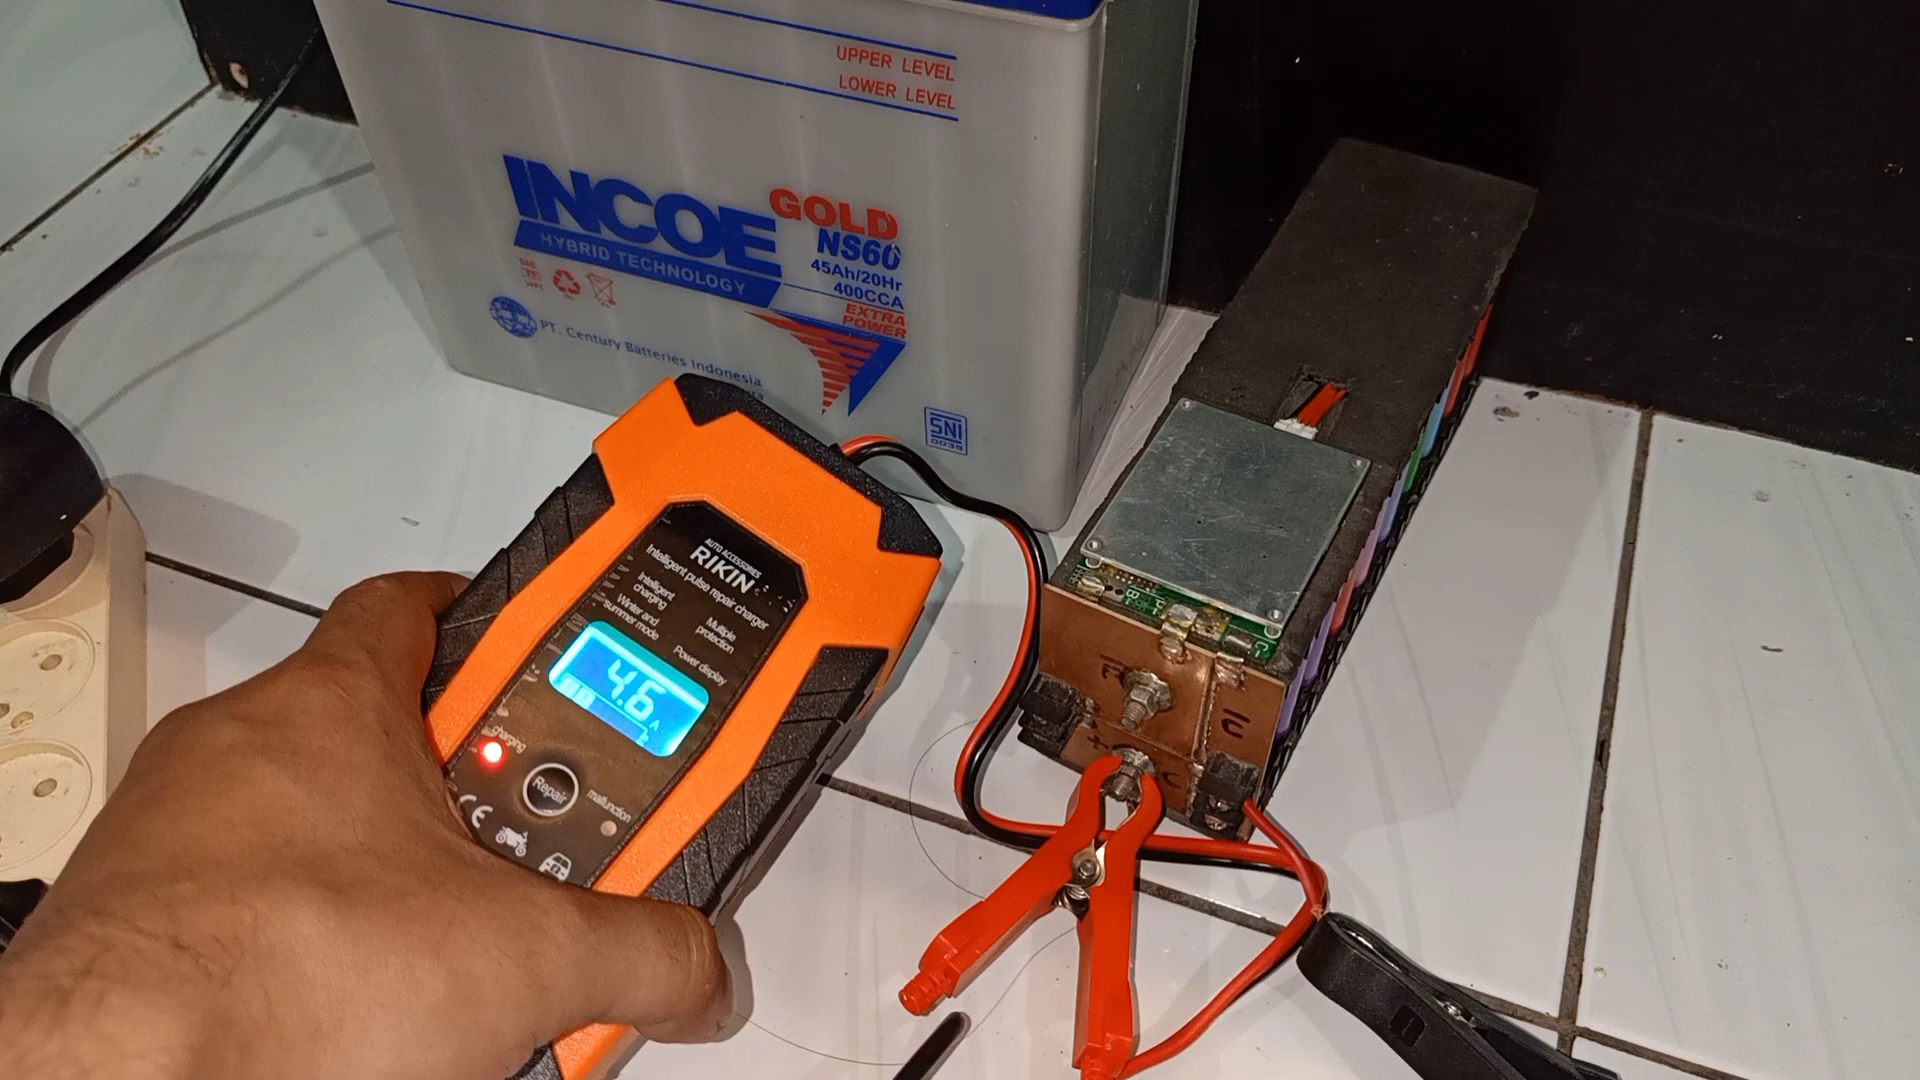 UPPER LEVEL
LOWER LEVEL
INCOE
HYBRID TECHNOLOGY
GOLD
NS60
45Ah/20Hr
400CCA
EXTRA
POWER
PT. Century Batteries Indonesia
SNI
AUTO ACCESSORIES
RIKIN
Intelligent pulse repair charger
Intelligent
charging
Winter and
summer mode
Multiple
protection
Power display
4.6 A
charging
Repair
malfunction
CE
+